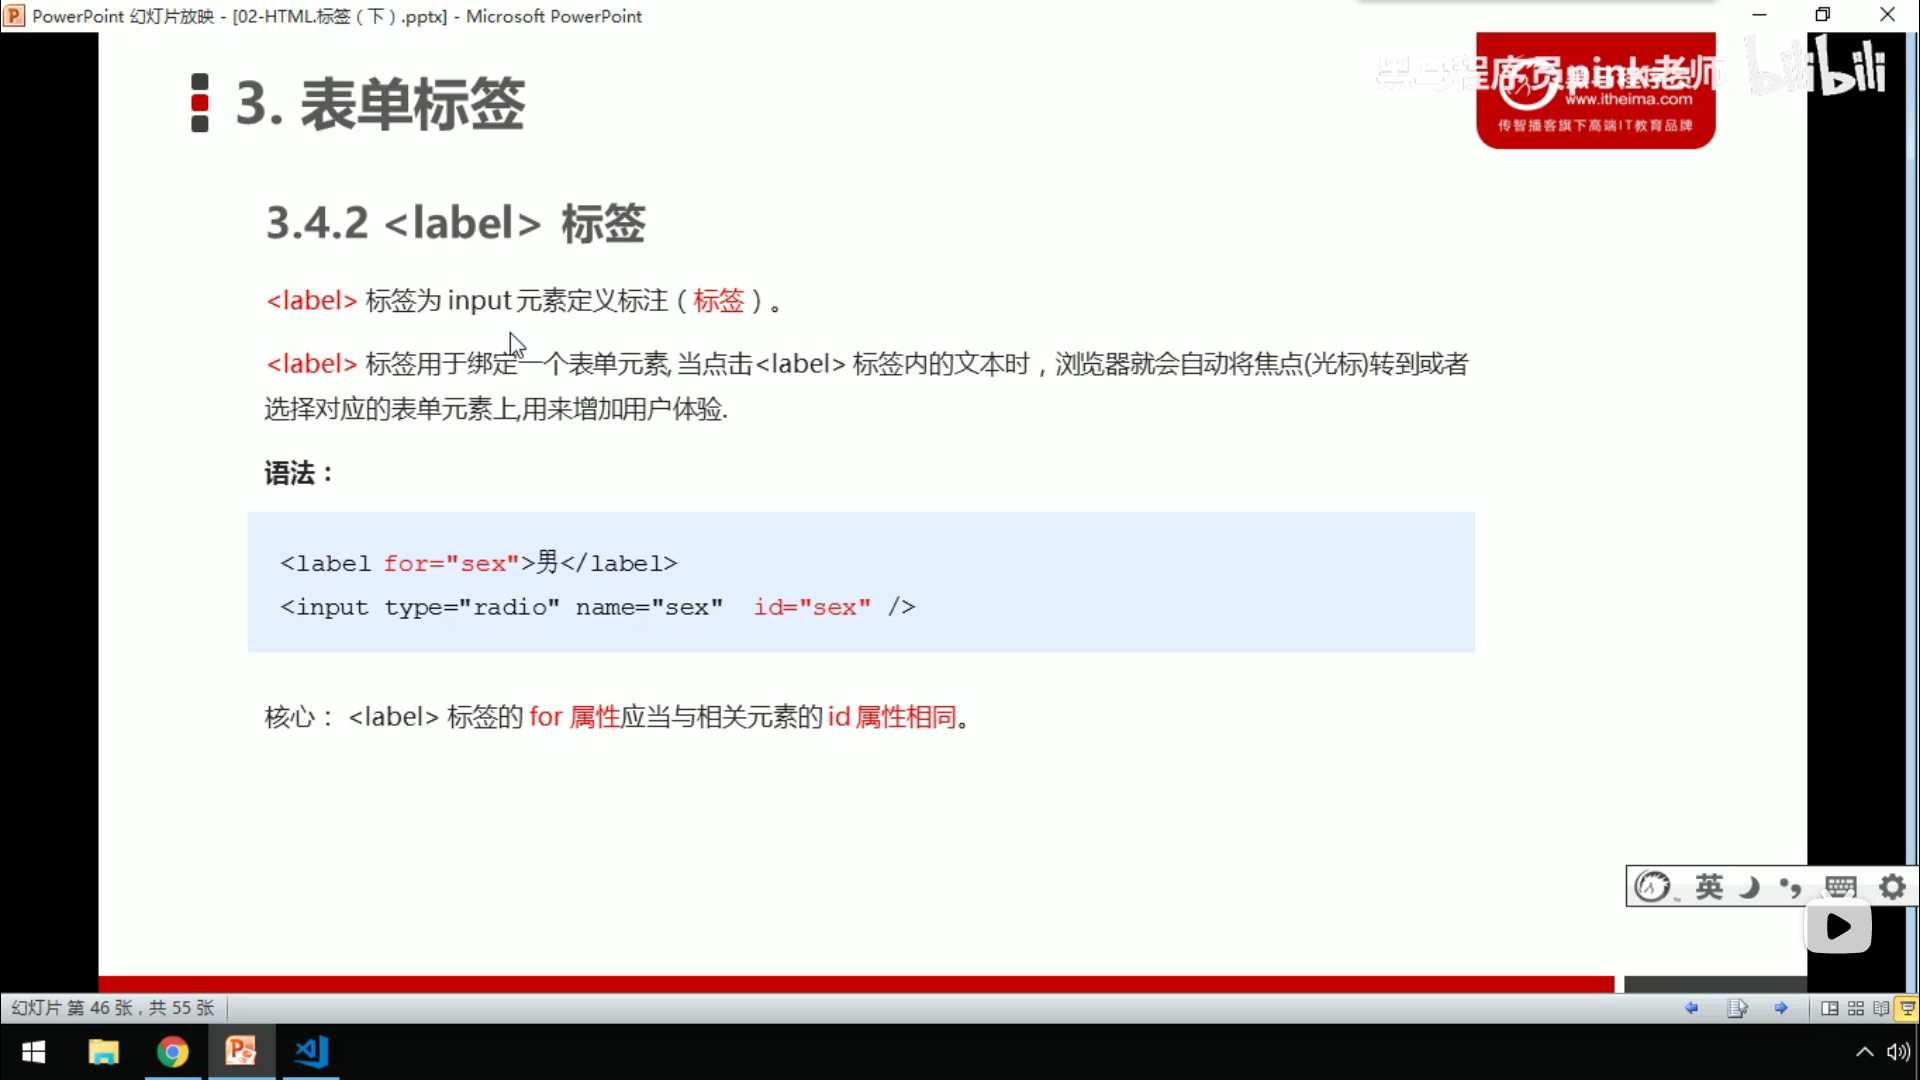 PowerPoint 幻灯片放映 - [02-HTML标签（下）.pptx] - Microsoft PowerPoint
3. 表单标签
黑马程序员pink老师
bilibili
www.itheima.com
传智播客旗下高端IT教育品牌
3.4.2 <label> 标签
<label> 标签为 input 元素定义标注（标签）。
<label> 标签用于绑定一个表单元素, 当点击<label> 标签内的文本时，浏览器就会自动将焦点(光标)转到或者
选择对应的表单元素上,用来增加用户体验.
语法：
<label for="sex">男</label>
<input type="radio" name="sex" id="sex" />
核心： <label> 标签的 for 属性应当与相关元素的 id 属性相同。
英
幻灯片 第 46 张，共 55 张